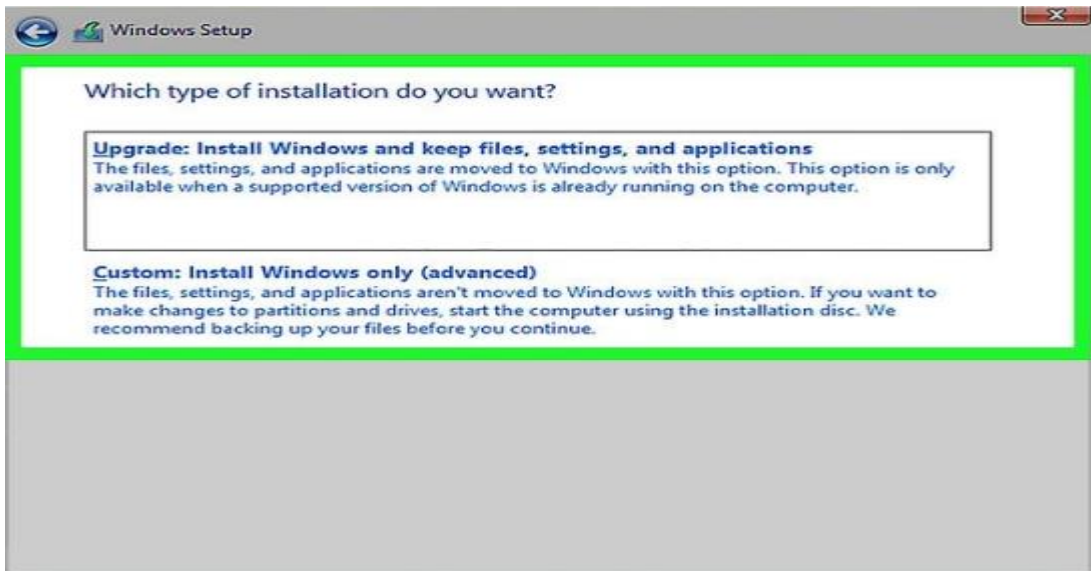 Windows Setup
Which type of installation do you want?
Upgrade: Install Windows and keep files, settings, and applications
The files, settings, and applications are moved to Windows with this option. This option is only
available when a supported version of Windows is already running on the computer.
Custom: Install Windows only (advanced)
The files, settings, and applications aren't moved to Windows with this option. If you want to
make changes to partitions and drives, start the computer using the installation disc. We
recommend backing up your files before you continue.